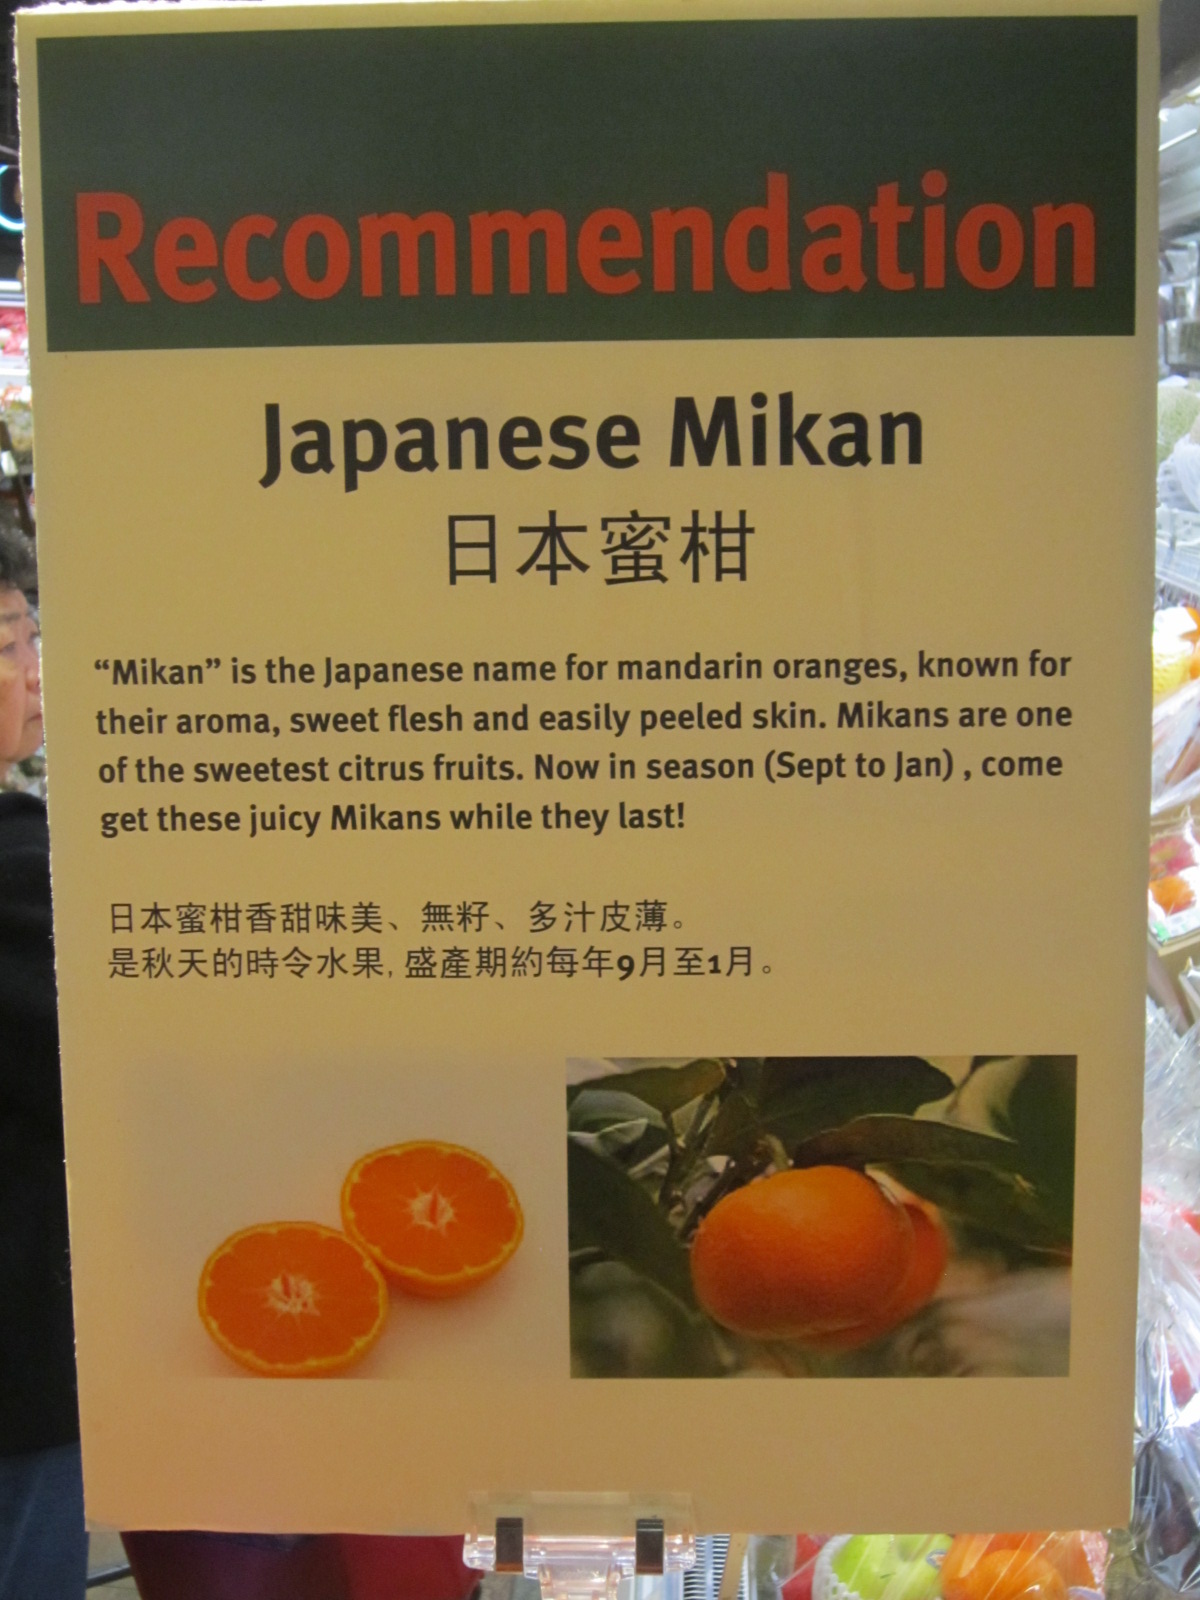 Recommendation
Japanese Mikan
日本蜜柑
“Mikan” is the Japanese name for mandarin oranges, known for
their aroma, sweet flesh and easily peeled skin. Mikans are one
of the sweetest citrus fruits. Now in season (Sept to Jan) , come
get these juicy Mikans while they last!
日本蜜柑香甜味美、無籽、多汁皮薄。
是秋天的時令水果, 盛產期約每年9月至1月。